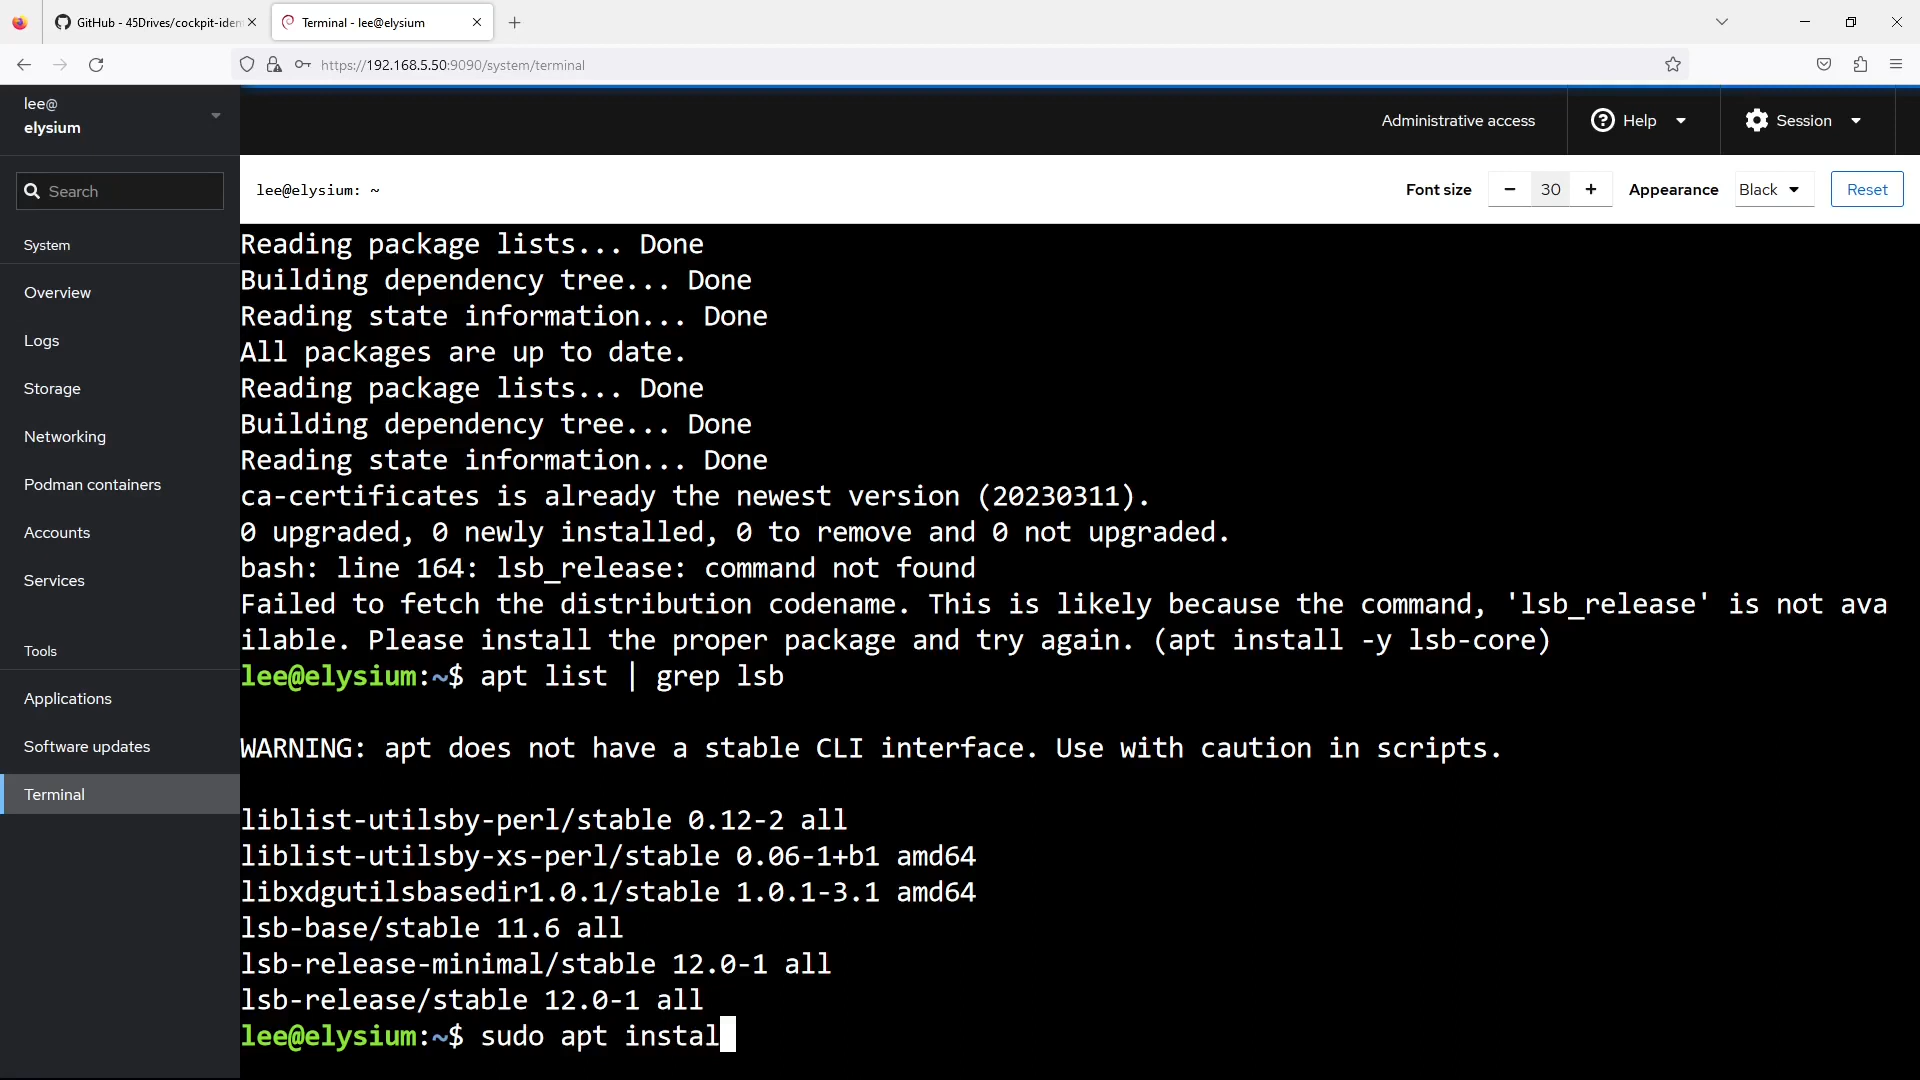 GitHub - 45Drives/cockpit-iden
Terminal - lee@elysium
https://192.168.5.50:9090/system/terminal
lee@
elysium
Administrative access
Help
Session
Search
lee@elysium: ~
Font size
30
Appearance
Black
Reset
System
Overview
Logs
Storage
Networking
Podman containers
Accounts
Services
Tools
Applications
Software updates
Terminal
Reading package lists... Done
Building dependency tree... Done
Reading state information... Done
All packages are up to date.
Reading package lists... Done
Building dependency tree... Done
Reading state information... Done
ca-certificates is already the newest version (20230311).
0 upgraded, 0 newly installed, 0 to remove and 0 not upgraded.
bash: line 164: lsb_release: command not found
Failed to fetch the distribution codename. This is likely because the command, 'lsb_release' is not ava
ilable. Please install the proper package and try again. (apt install -y lsb-core)
lee@elysium:~$ apt list | grep lsb
WARNING: apt does not have a stable CLI interface. Use with caution in scripts.
liblist-utilsby-perl/stable 0.12-2 all
liblist-utilsby-xs-perl/stable 0.06-1+b1 amd64
libxdgutilsbasedir1.0.1/stable 1.0.1-3.1 amd64
lsb-base/stable 11.6 all
lsb-release-minimal/stable 12.0-1 all
lsb-release/stable 12.0-1 all
lee@elysium:~$ sudo apt instal